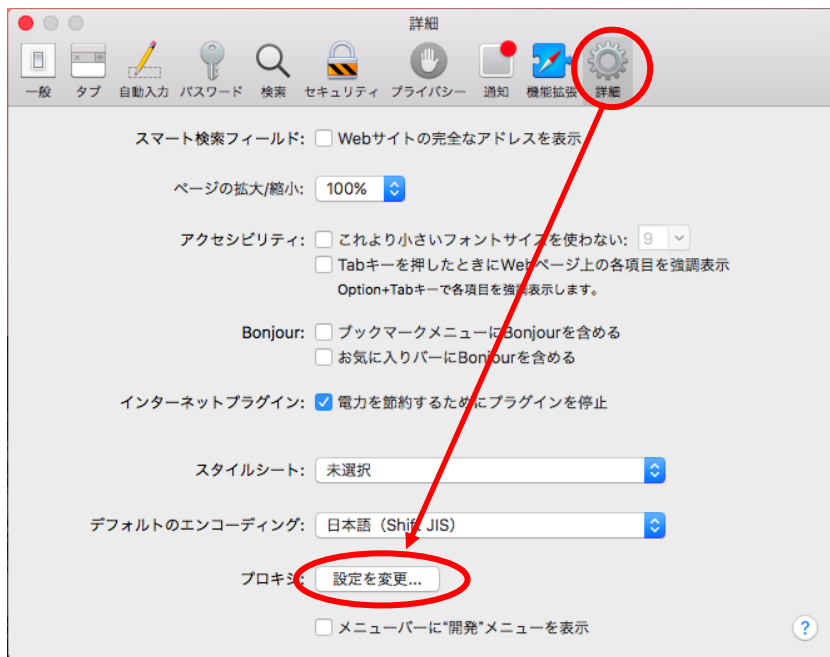 詳細
一般 タブ 自動入力 パスワード 検索 セキュリティ プライバシー 通知 機能拡張 詳細
スマート検索フィールド: Webサイトの完全なアドレスを表示
ページの拡大/縮小: 100%
アクセシビリティ: これより小さいフォントサイズを使わない: 9
Tabキーを押したときにWebページ上の各項目を強調表示
Option+Tabキーで各項目を強調表示します。
Bonjour: ブックマークメニューにBonjourを含める
お気に入りバーにBonjourを含める
インターネットプラグイン: 電力を節約するためにプラグインを停止
スタイルシート: 未選択
デフォルトのエンコーディング: 日本語（Shift JIS）
プロキシ: 設定を変更...
メニューバーに"開発"メニューを表示 ?